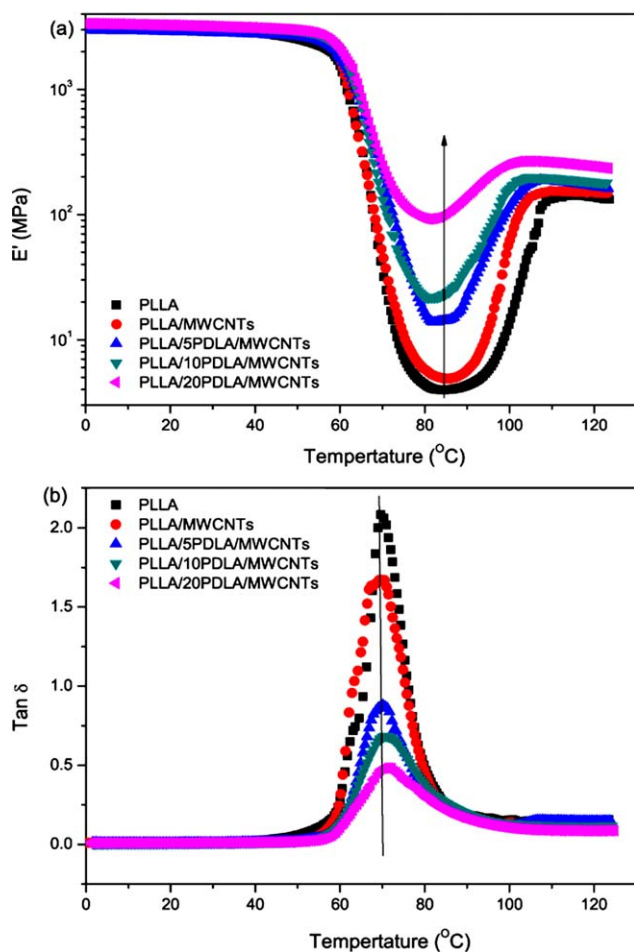 (a)
10³
10²
10¹
E' (MPa)
PLLA
PLLA/MWCNTs
PLLA/5PDLA/MWCNTs
PLLA/10PDLA/MWCNTs
PLLA/20PDLA/MWCNTs
0 20 40 60 80 100 120
Tempertature (°C)
(b)
PLLA
PLLA/MWCNTs
PLLA/5PDLA/MWCNTs
PLLA/10PDLA/MWCNTs
PLLA/20PDLA/MWCNTs
2.0
1.5
1.0
0.5
0.0
Tan δ
0 20 40 60 80 100 120
Tempertature (°C)